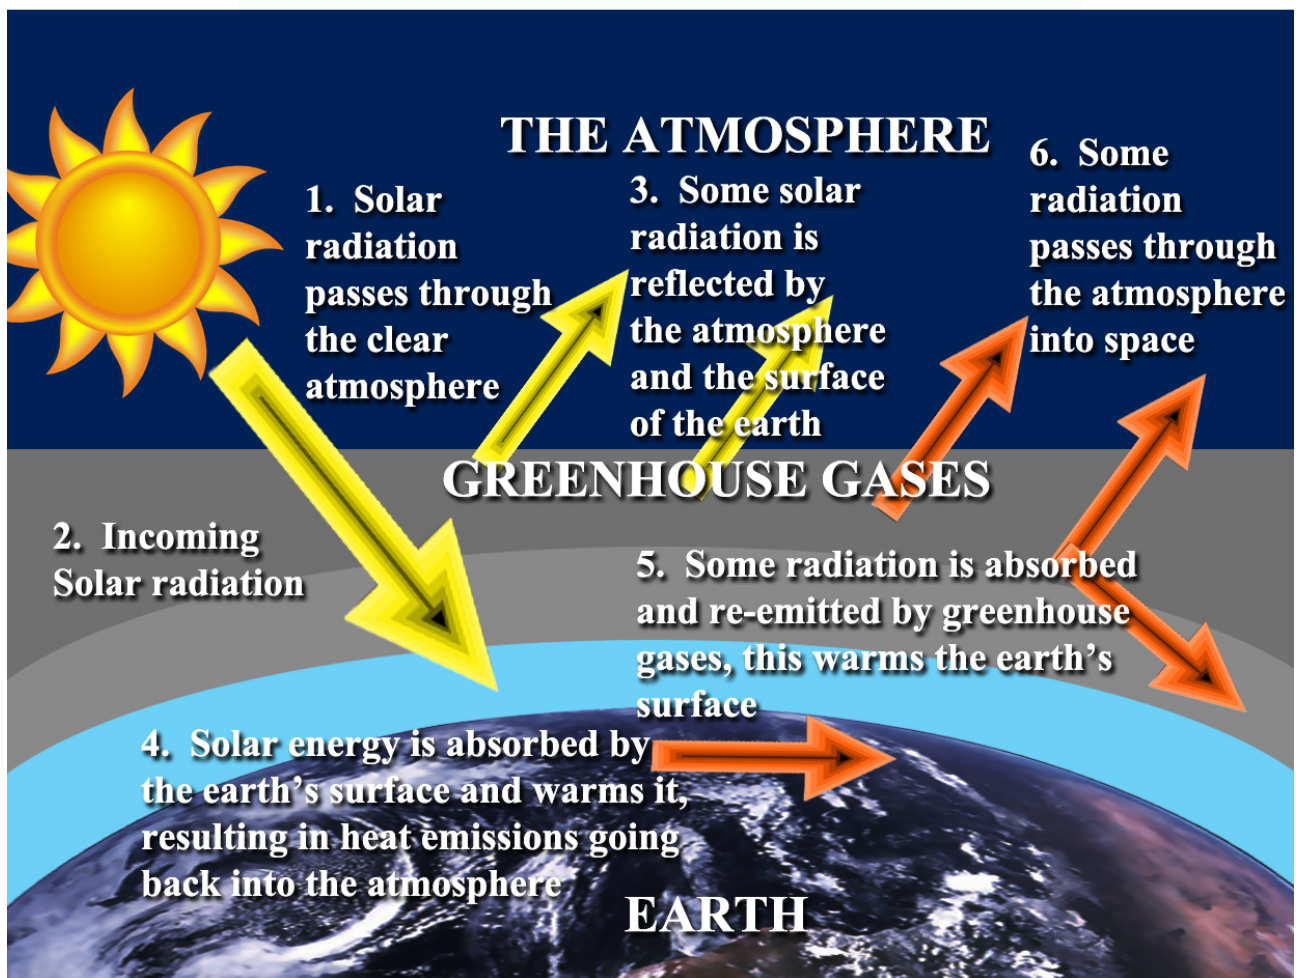 THE ATMOSPHERE
1. Solar
radiation
passes through
the clear
atmosphere
2. Incoming
Solar radiation
3. Some solar
radiation is
reflected by
the atmosphere
and the surface
of the earth
GREENHOUSE GASES
4. Solar energy is absorbed by
the earth’s surface and warms it,
resulting in heat emissions going
back into the atmosphere
5. Some radiation is absorbed
and re-emitted by greenhouse
gases, this warms the earth’s
surface
6. Some
radiation
passes through
the atmosphere
into space
EARTH